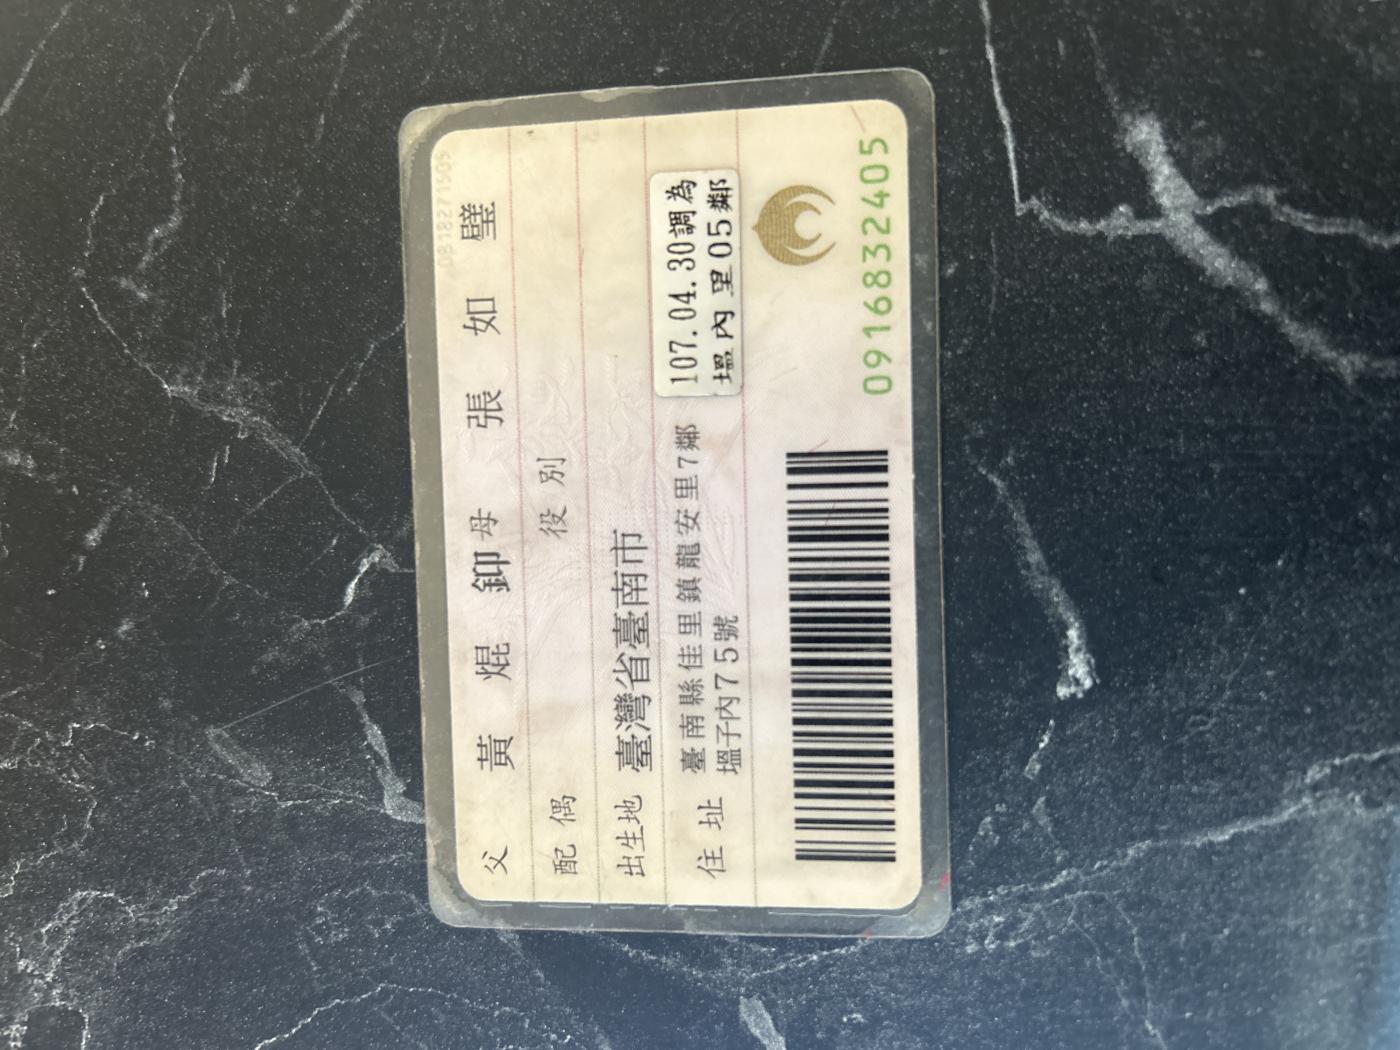 0818271505
父 黃焜鉚 母 張如璧
配偶 役別
出生地 臺灣省臺南市
住址 臺南縣佳里鎮龍安里7鄰
塭子內75號
107.04.30調為
塭內里05鄰
0916832405